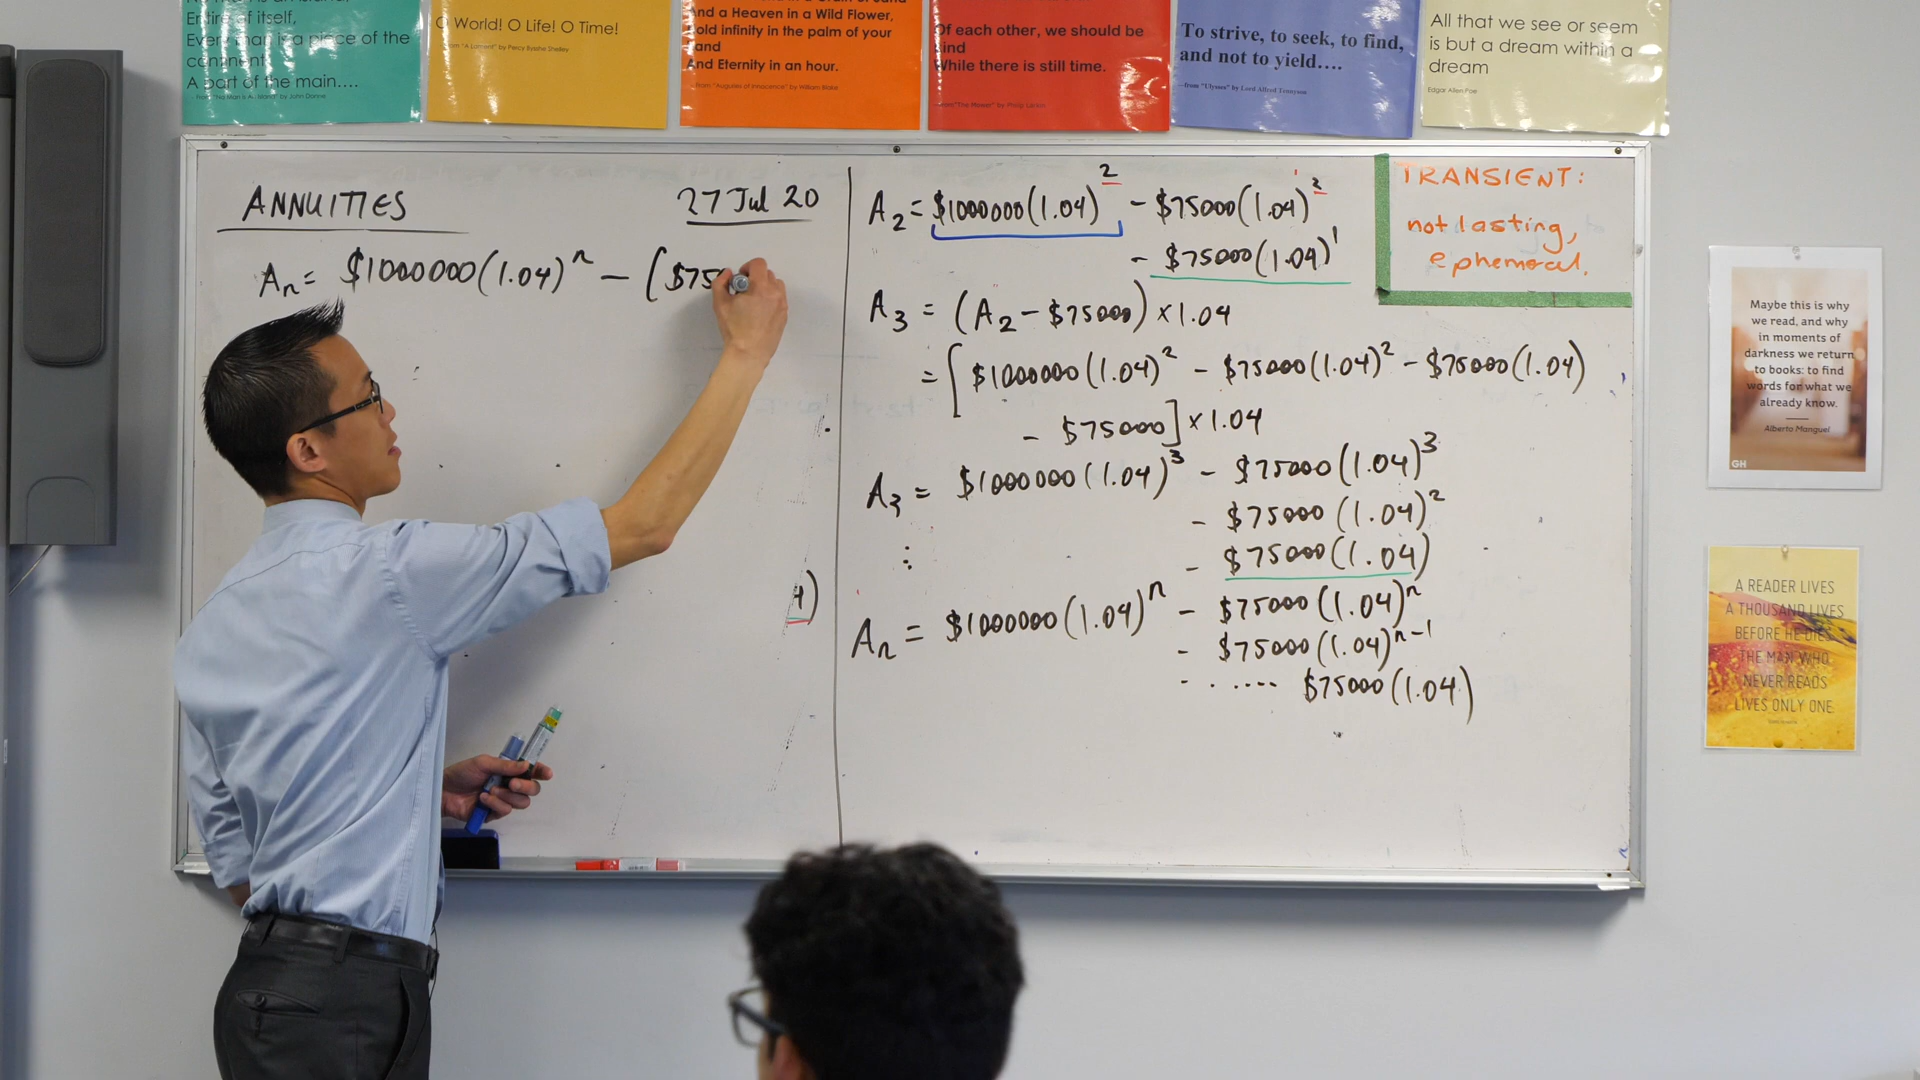 Entire of itself,
Every man is a piece of the
continent,
A part of the main....
from "No Man is An Island" by John Donne
O World! O Life! O Time!
from "A Lament" by Percy Bysshe Shelley
And a Heaven in a Wild Flower,
Hold infinity in the palm of your
hand
And Eternity in an hour.
from "Auguries of Innocence" by William Blake
Of each other, we should be
kind
While there is still time.
from "The Mower" by Philip Larkin
To strive, to seek, to find,
and not to yield….
—from "Ulysses" by Lord Alfred Tennyson
All that we see or seem
is but a dream within a
dream
Edgar Allen Poe
ANNUITIES 27 Jul 20
Aₙ = $1000000(1.04)ⁿ − ($75
4)
A₂ = $1000000(1.04)² − $75000(1.04)²
− $75000(1.04)¹
A₃ = (A₂ − $75000) × 1.04
= [$1000000(1.04)² − $75000(1.04)² − $75000(1.04)
− $75000] × 1.04
A₃ = $1000000(1.04)³ − $75000(1.04)³
− $75000(1.04)²
⋮ − $75000(1.04)
Aₙ = $1000000(1.04)ⁿ − $75000(1.04)ⁿ
− $75000(1.04)ⁿ⁻¹
− ..... $75000(1.04)
TRANSIENT:
not lasting,
ephemeral.
Maybe this is why
we read, and why
in moments of
darkness we return
to books: to find
words for what we
already know.
Alberto Manguel
GH
A READER LIVES
A THOUSAND LIVES
BEFORE HE DIES
THE MAN WHO
NEVER READS
LIVES ONLY ONE.